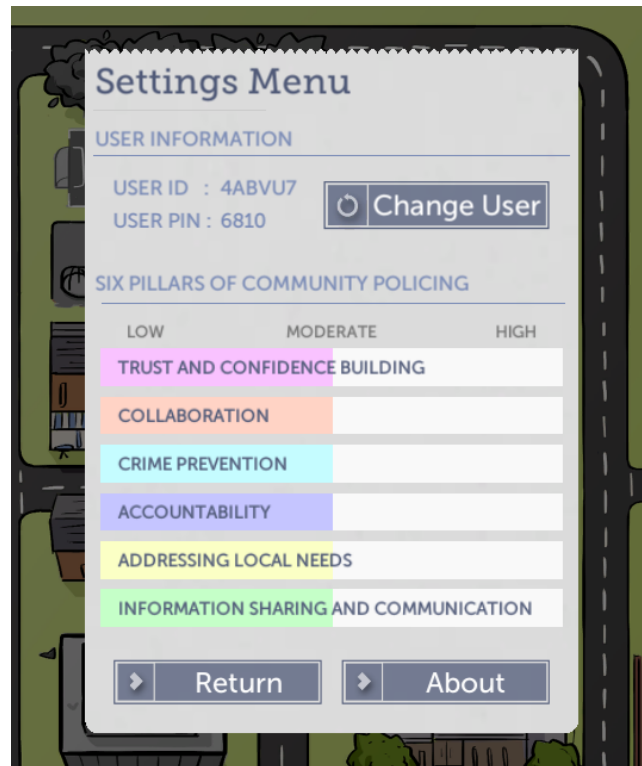 Settings Menu
USER INFORMATION
USER ID : 4ABVU7
USER PIN : 6810
Change User
SIX PILLARS OF COMMUNITY POLICING
LOW MODERATE HIGH
TRUST AND CONFIDENCE BUILDING
COLLABORATION
CRIME PREVENTION
ACCOUNTABILITY
ADDRESSING LOCAL NEEDS
INFORMATION SHARING AND COMMUNICATION
Return About